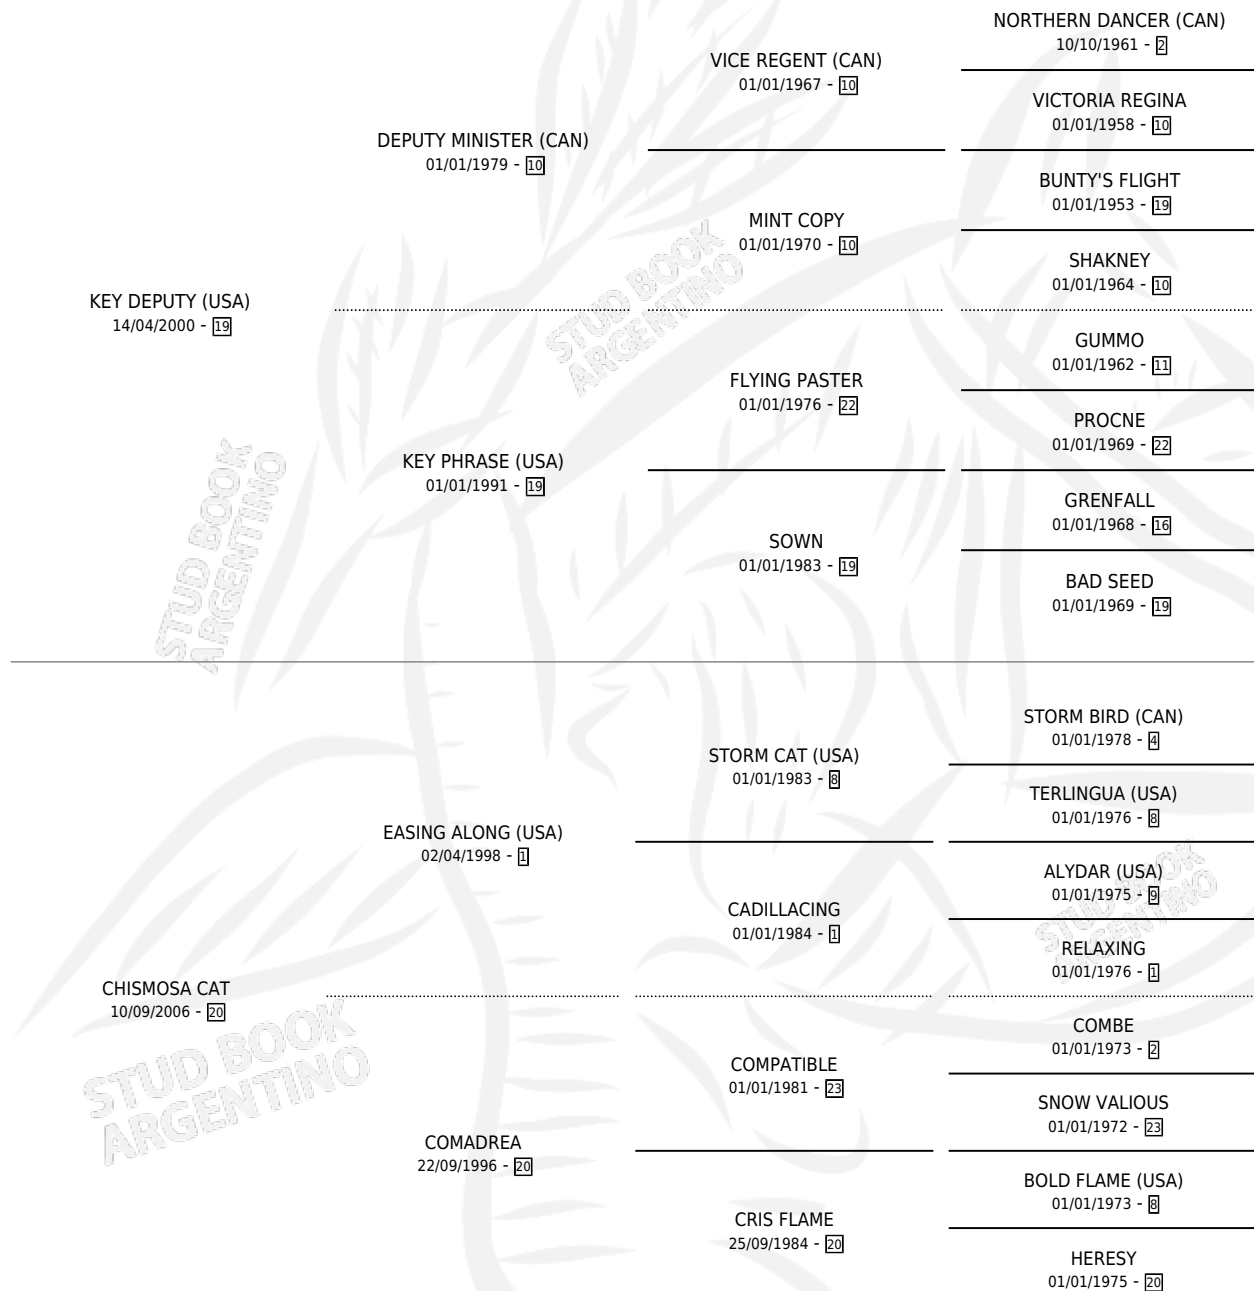 NORTHERN DANCER (CAN)
10/10/1961 - 2
VICE REGENT (CAN)
01/01/1967 - 10
VICTORIA REGINA
01/01/1958 - 10
DEPUTY MINISTER (CAN)
01/01/1979 - 10
BUNTY'S FLIGHT
01/01/1953 - 19
MINT COPY
01/01/1970 - 10
SHAKNEY
01/01/1964 - 10
KEY DEPUTY (USA)
14/04/2000 - 19
GUMMO
01/01/1962 - 11
FLYING PASTER
01/01/1976 - 22
PROCNE
01/01/1969 - 22
KEY PHRASE (USA)
01/01/1991 - 19
GRENFALL
01/01/1968 - 16
SOWN
01/01/1983 - 19
BAD SEED
01/01/1969 - 19
STORM BIRD (CAN)
01/01/1978 - 4
STORM CAT (USA)
01/01/1983 - 8
TERLINGUA (USA)
01/01/1976 - 8
EASING ALONG (USA)
02/04/1998 - 1
ALYDAR (USA)
01/01/1975 - 9
CADILLACING
01/01/1984 - 1
RELAXING
01/01/1976 - 1
CHISMOSA CAT
10/09/2006 - 20
COMBE
01/01/1973 - 2
COMPATIBLE
01/01/1981 - 23
SNOW VALIOUS
01/01/1972 - 23
COMADREA
22/09/1996 - 20
BOLD FLAME (USA)
01/01/1973 - 8
CRIS FLAME
25/09/1984 - 20
HERESY
01/01/1975 - 20
STUD BOOK
ARGENTINO
STUD BOOK
ARGENTINO
STUD BOOK
ARGENTINO
STUD BOOK
ARGENTINO